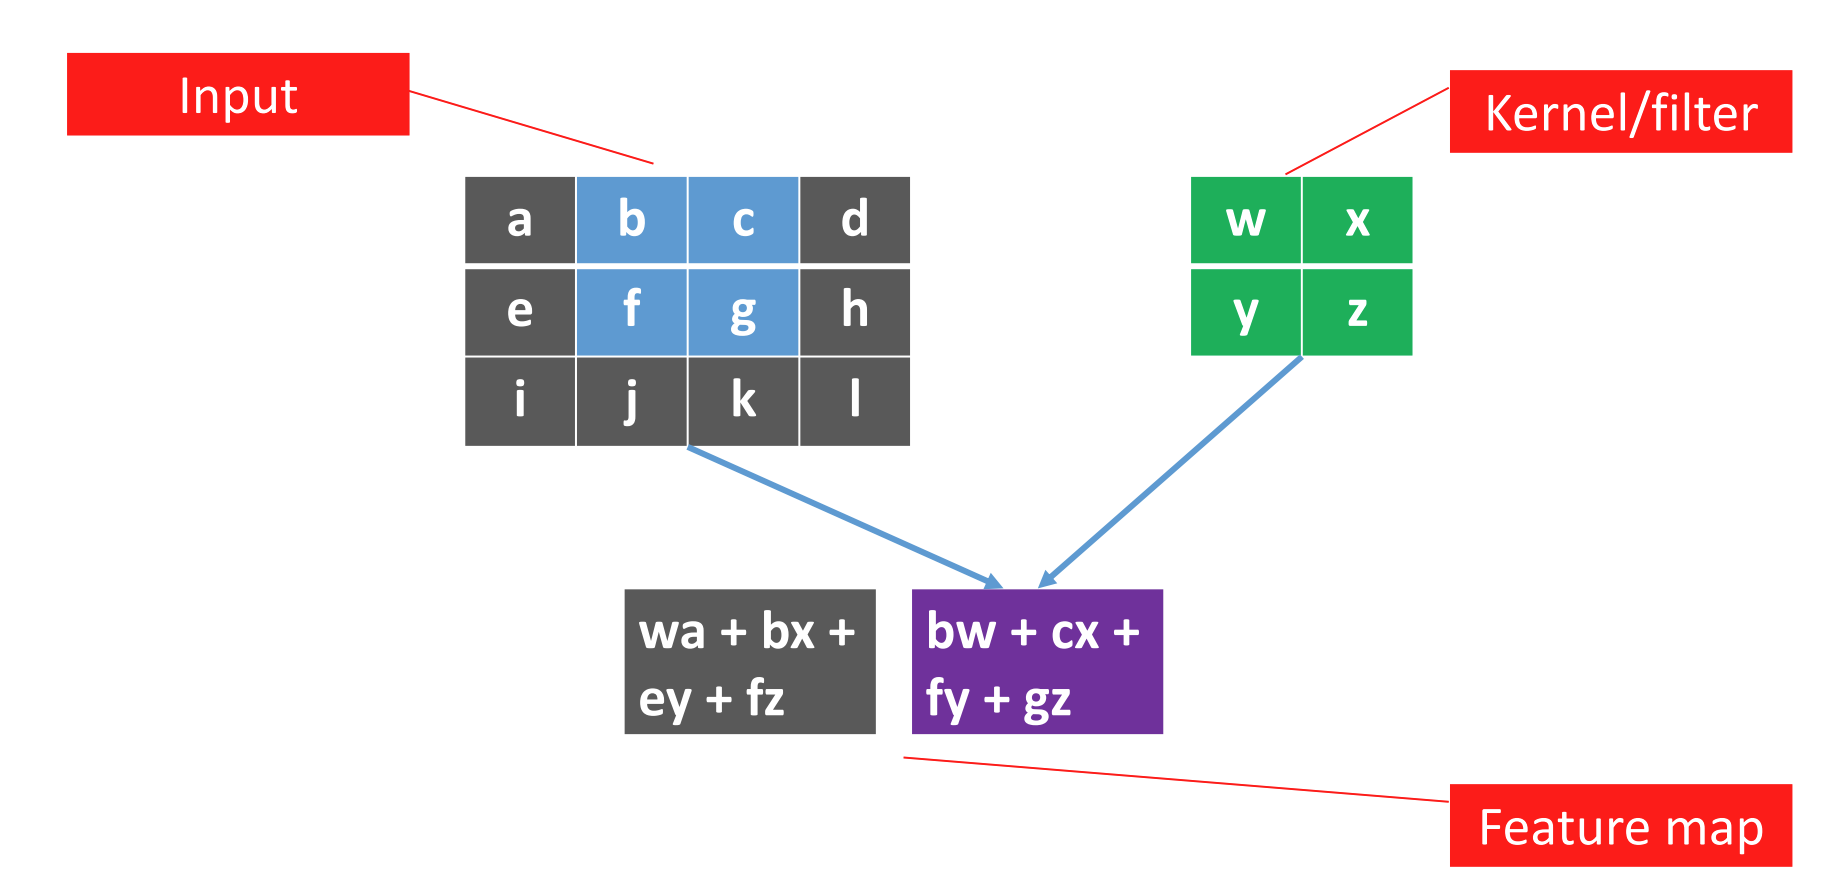 Input
Kernel/filter
a b c d
e f g h
i j k l
w x
y z
wa + bx +
ey + fz
bw + cx +
fy + gz
Feature map